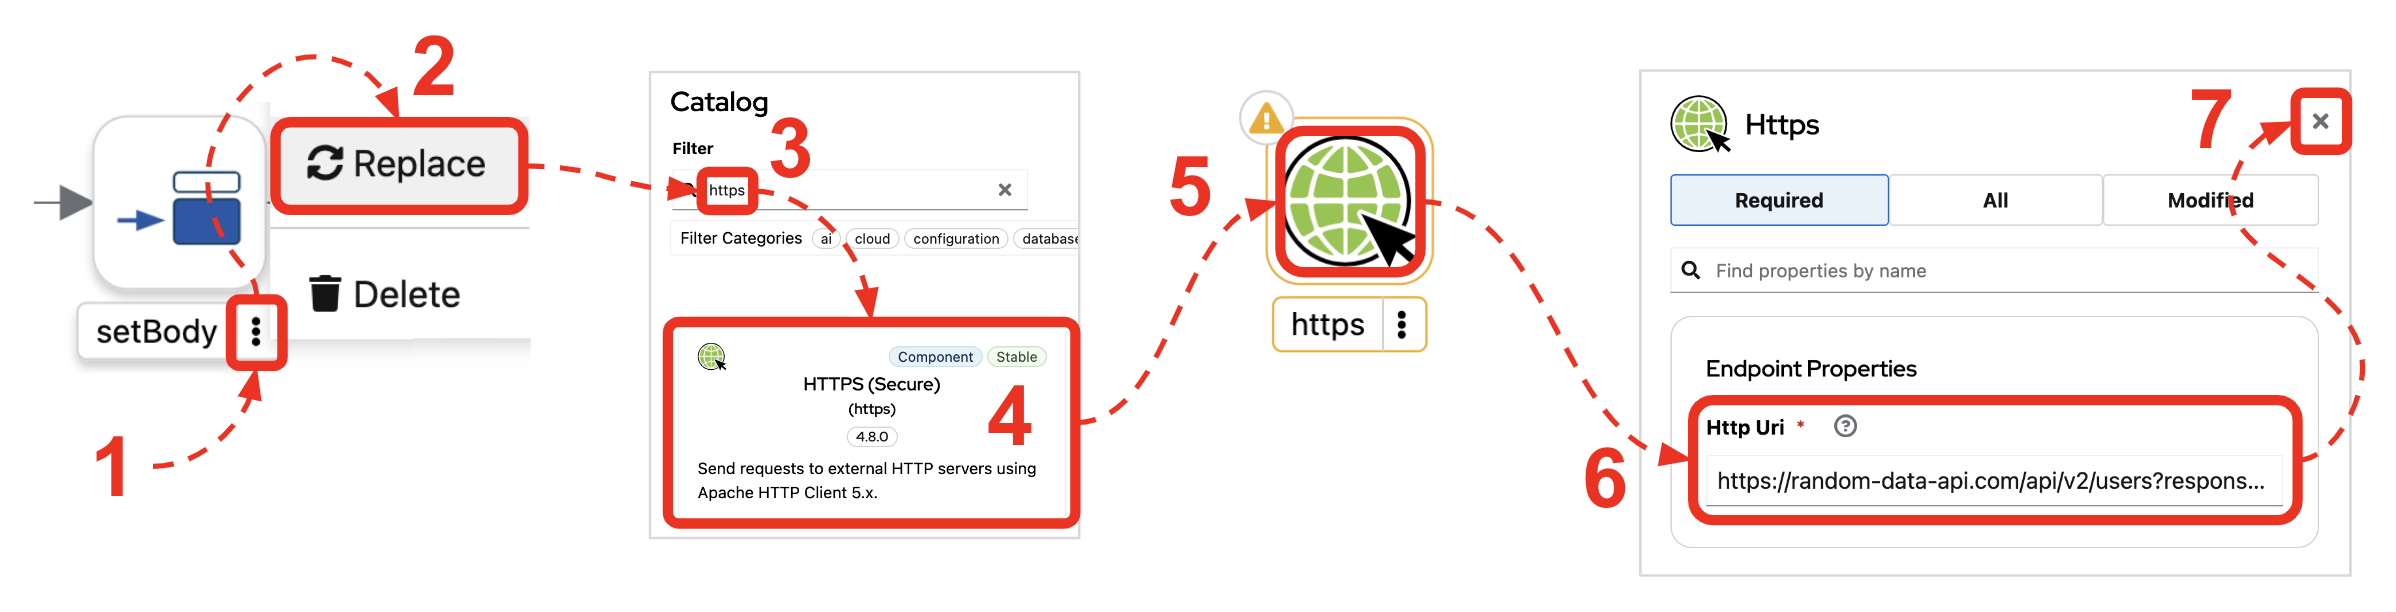 1
2
Replace
Delete
setBody
Catalog
Filter
3
https
Filter Categories ai cloud configuration database
Component Stable
HTTPS (Secure)
(https)
4.8.0
4
Send requests to external HTTP servers using
Apache HTTP Client 5.x.
5
https
6
Https
7
Required All Modified
Find properties by name
Endpoint Properties
Http Uri *
https://random-data-api.com/api/v2/users?respons...